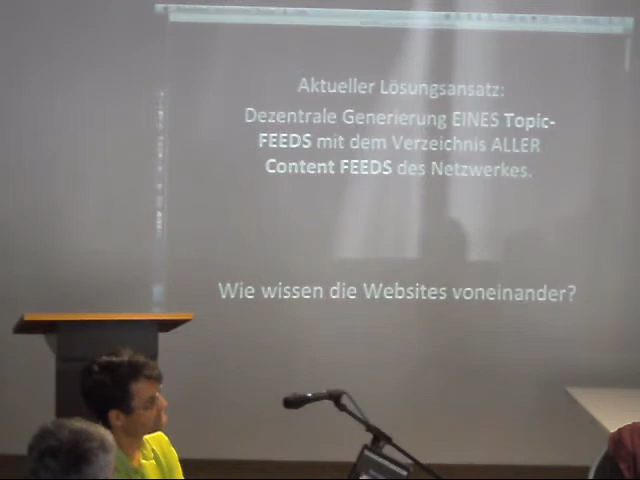 Aktueller Lösungsansatz:
Dezentrale Generierung EINES Topic-
FEEDS mit dem Verzeichnis ALLER
Content FEEDS des Netzwerkes.
Wie wissen die Websites voneinander?